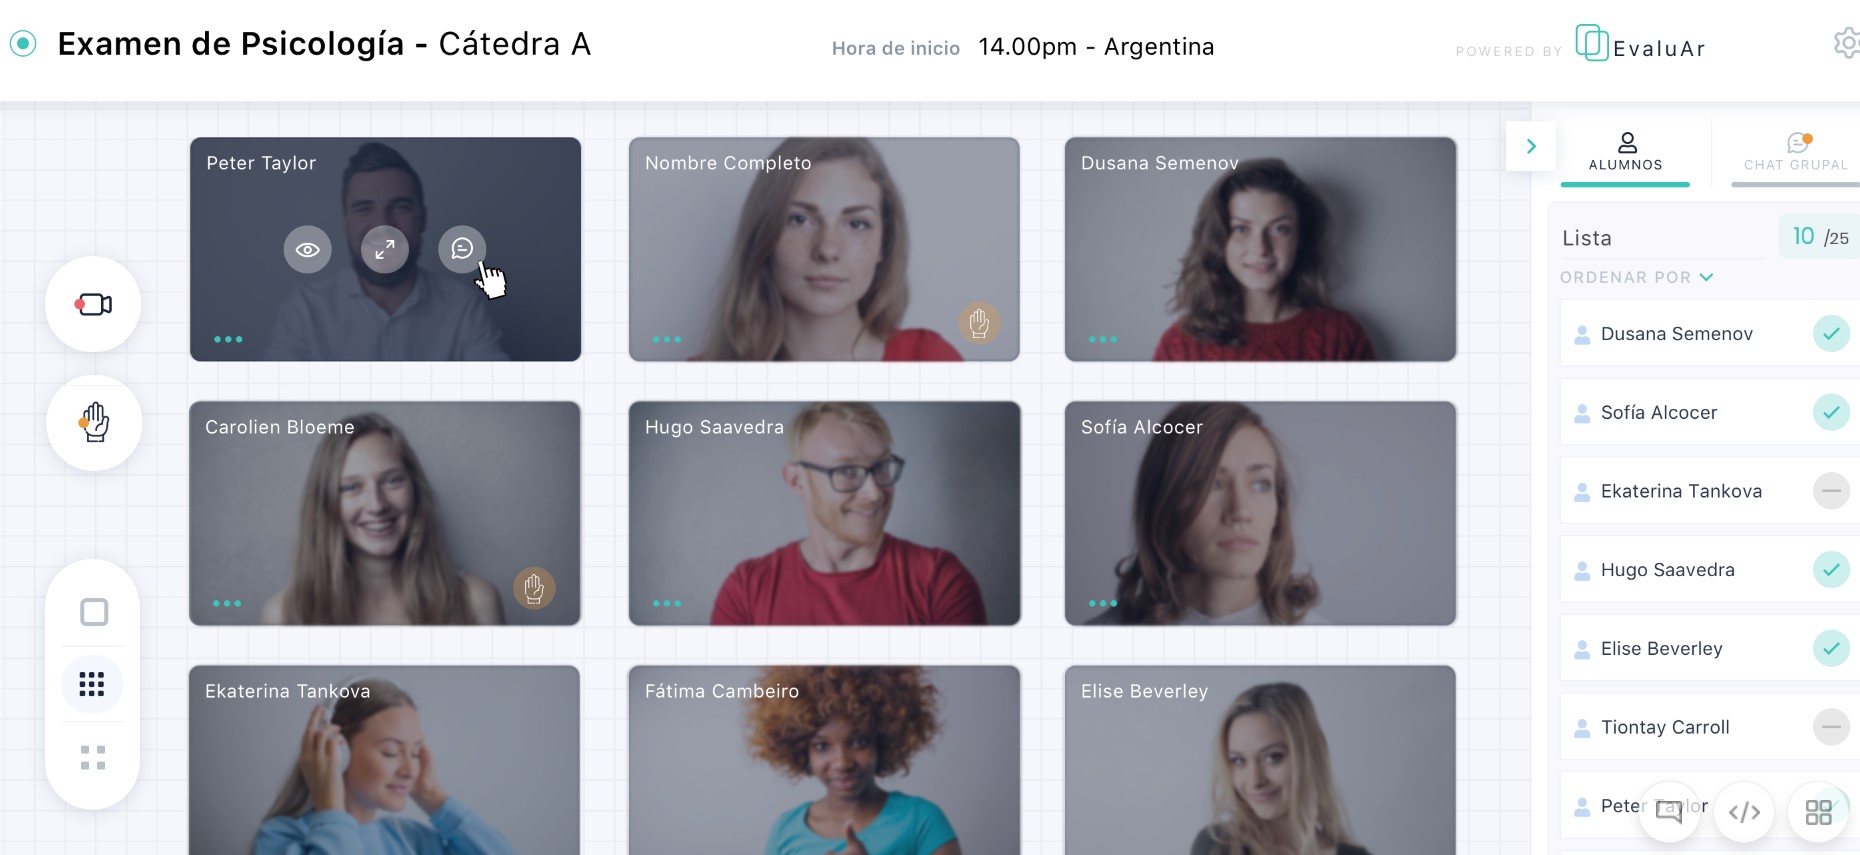 Examen de Psicología - Cátedra A
Hora de inicio 14.00pm - Argentina
POWERED BY EvaluAr
Peter Taylor
Nombre Completo
Dusana Semenov
Carolien Bloeme
Hugo Saavedra
Sofía Alcocer
Ekaterina Tankova
Fátima Cambeiro
Elise Beverley
ALUMNOS
CHAT GRUPAL
Lista
10 /25
ORDENAR POR
Dusana Semenov
Sofía Alcocer
Ekaterina Tankova
Hugo Saavedra
Elise Beverley
Tiontay Carroll
Peter Taylor